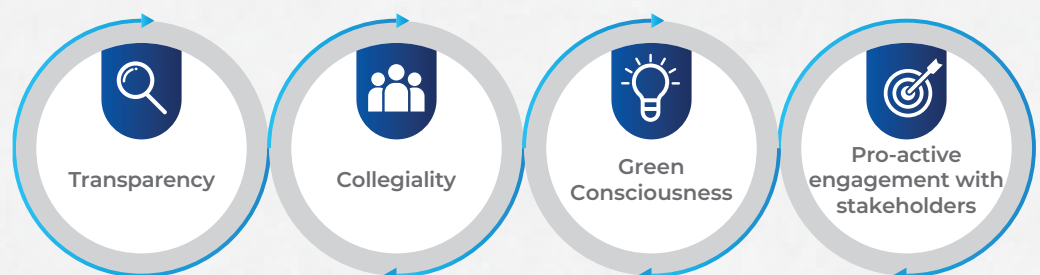 Transparency
Collegiality
Green
Consciousness
Pro-active
engagement with
stakeholders